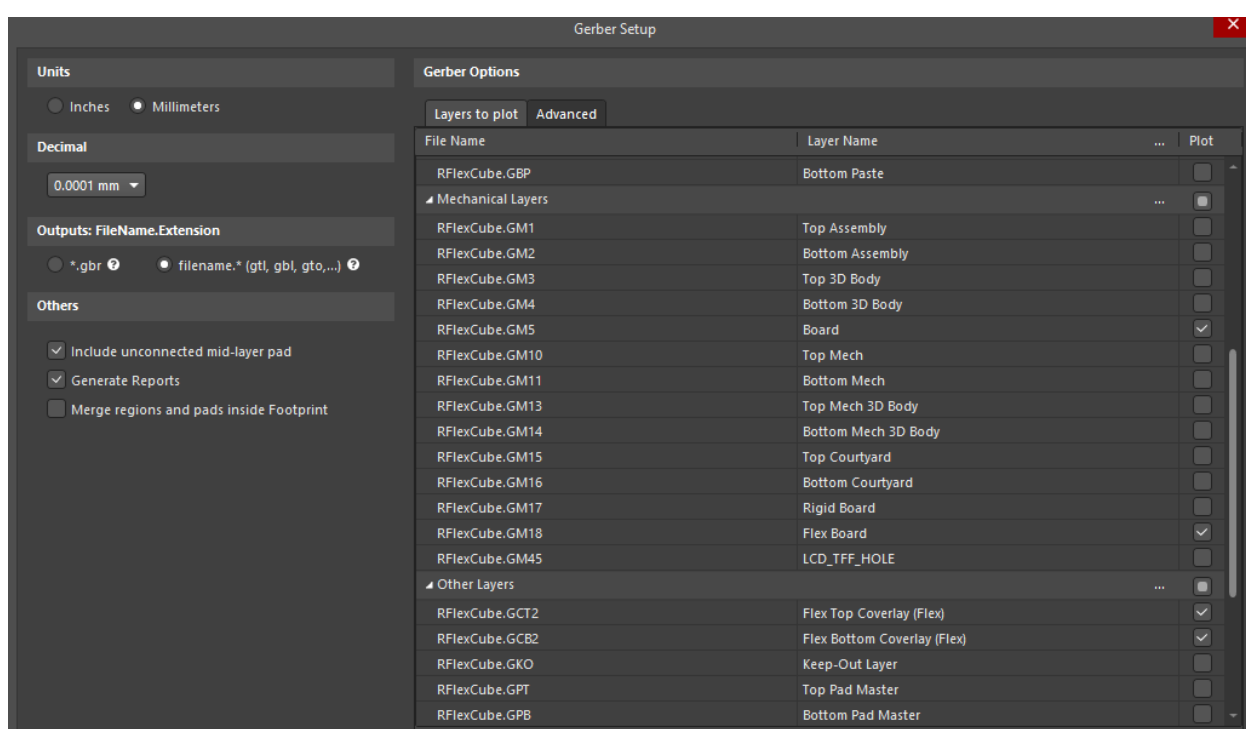 Gerber Setup
Units
Inches Millimeters
Decimal
0.0001 mm
Outputs: FileName.Extension
*.gbr ? filename.* (gtl, gbl, gto,...) ?
Others
Include unconnected mid-layer pad
Generate Reports
Merge regions and pads inside Footprint
Gerber Options
Layers to plot Advanced
File Name Layer Name ... Plot
RFlexCube.GBP Bottom Paste
Mechanical Layers ...
RFlexCube.GM1 Top Assembly
RFlexCube.GM2 Bottom Assembly
RFlexCube.GM3 Top 3D Body
RFlexCube.GM4 Bottom 3D Body
RFlexCube.GM5 Board
RFlexCube.GM10 Top Mech
RFlexCube.GM11 Bottom Mech
RFlexCube.GM13 Top Mech 3D Body
RFlexCube.GM14 Bottom Mech 3D Body
RFlexCube.GM15 Top Courtyard
RFlexCube.GM16 Bottom Courtyard
RFlexCube.GM17 Rigid Board
RFlexCube.GM18 Flex Board
RFlexCube.GM45 LCD_TFF_HOLE
Other Layers ...
RFlexCube.GCT2 Flex Top Coverlay (Flex)
RFlexCube.GCB2 Flex Bottom Coverlay (Flex)
RFlexCube.GKO Keep-Out Layer
RFlexCube.GPT Top Pad Master
RFlexCube.GPB Bottom Pad Master